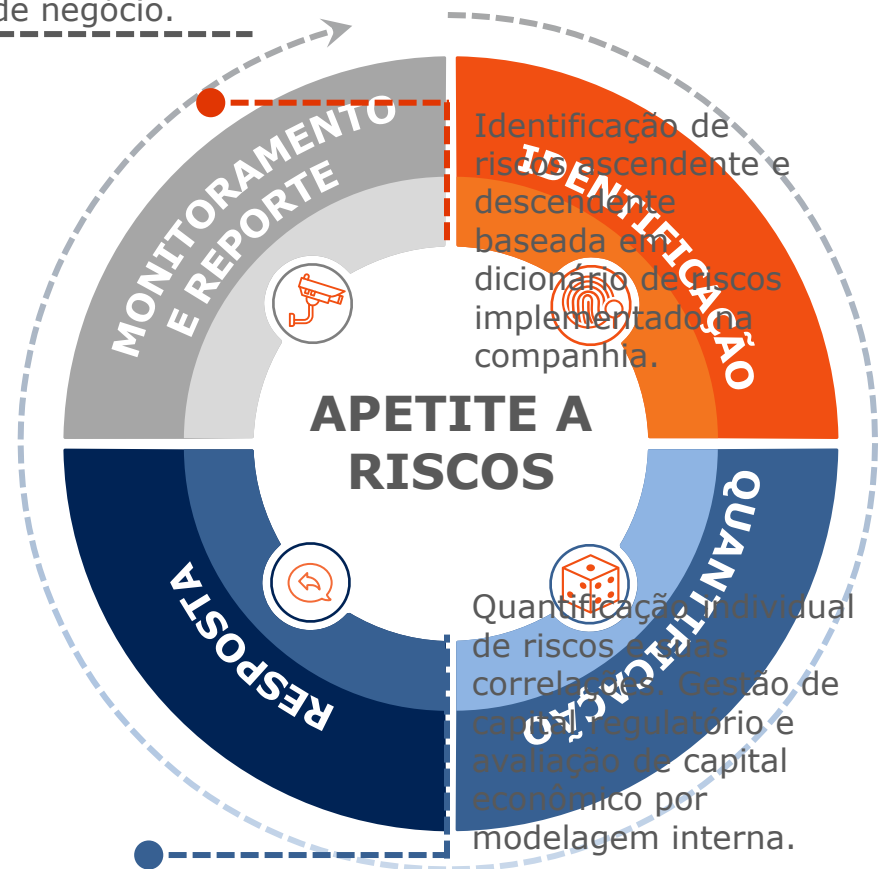 de negócio.
MONITORAMENTO
E REPORTE
IDENTIFICAÇÃO
Identificação de
riscos ascendente e
descendente
baseada em
dicionário de riscos
implementado na
companhia.
APETITE A
RISCOS
RESPOSTA
QUANTIFICAÇÃO
Quantificação individual
de riscos e suas
correlações. Gestão de
capital regulatório e
avaliação de capital
econômico por
modelagem interna.